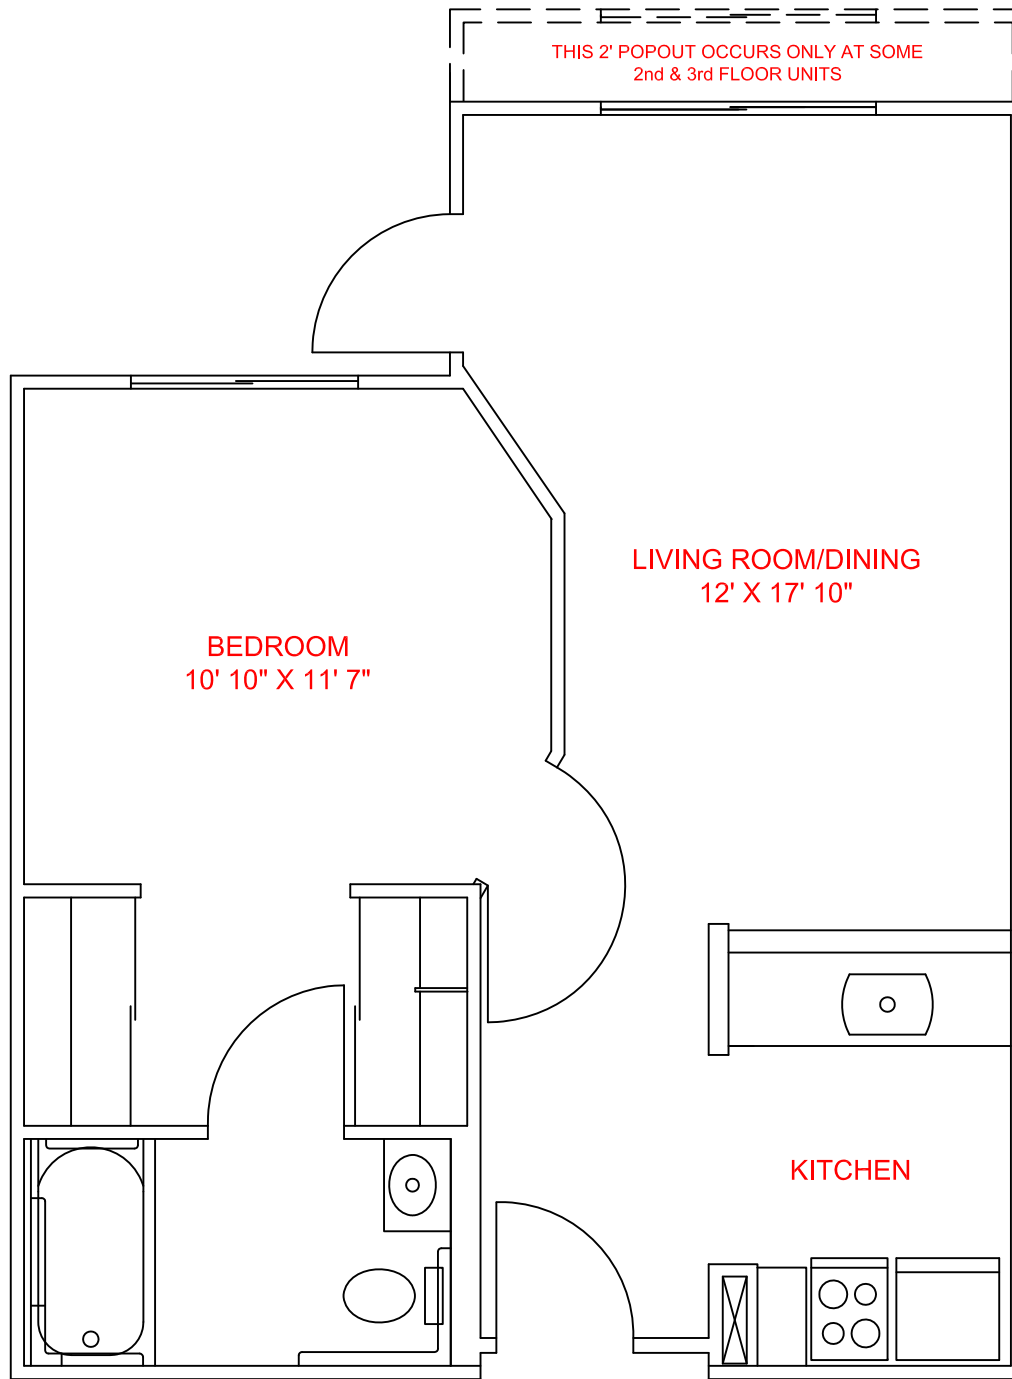 THIS 2' POPOUT OCCURS ONLY AT SOME
2nd & 3rd FLOOR UNITS
LIVING ROOM/DINING
12' X 17' 10"
BEDROOM
10' 10" X 11' 7"
KITCHEN